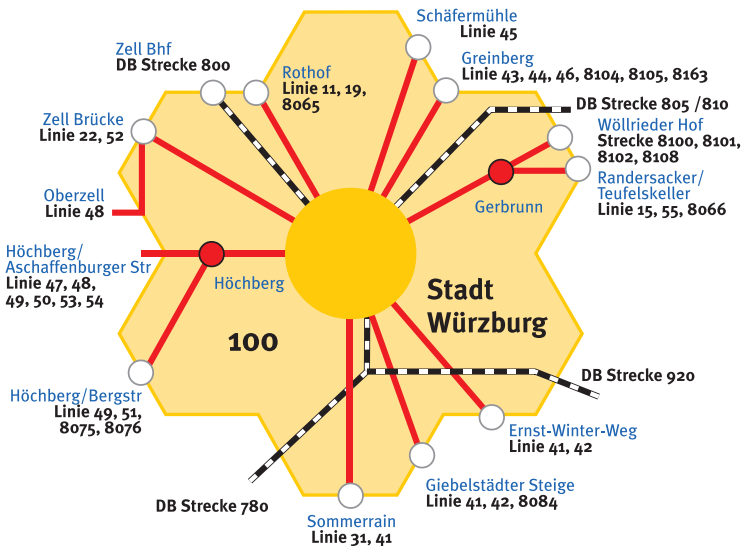 Schäfermühle
Linie 45
Zell Bhf
DB Strecke 800
Rothof
Linie 11, 19,
8065
Greinberg
Linie 43, 44, 46, 8104, 8105, 8163
DB Strecke 805 /810
Zell Brücke
Linie 22, 52
Wöllrieder Hof
Strecke 8100, 8101,
8102, 8108
Randersacker/
Teufelskeller
Linie 15, 55, 8066
Oberzell
Linie 48
Gerbrunn
Höchberg/
Aschaffenburger Str
Linie 47, 48,
49, 50, 53, 54
Höchberg
Stadt
Würzburg
100
DB Strecke 920
Höchberg/Bergstr
Linie 49, 51,
8075, 8076
Ernst-Winter-Weg
Linie 41, 42
Giebelstädter Steige
Linie 41, 42, 8084
DB Strecke 780
Sommerrain
Linie 31, 41